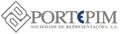 PORTEPIM
SOCIEDADE DE REPRESENTAÇÕES, S.A.